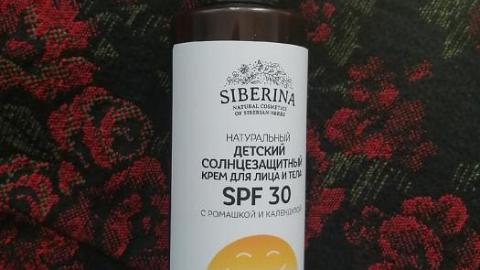 SIBERINA
NATURAL COSMETICS
OF SIBERIAN HERBS
НАТУРАЛЬНЫЙ
ДЕТСКИЙ
СОЛНЦЕЗАЩИТНЫЙ
КРЕМ ДЛЯ ЛИЦА И ТЕЛА
SPF 30
С РОМАШКОЙ И КАЛЕНДУЛОЙ